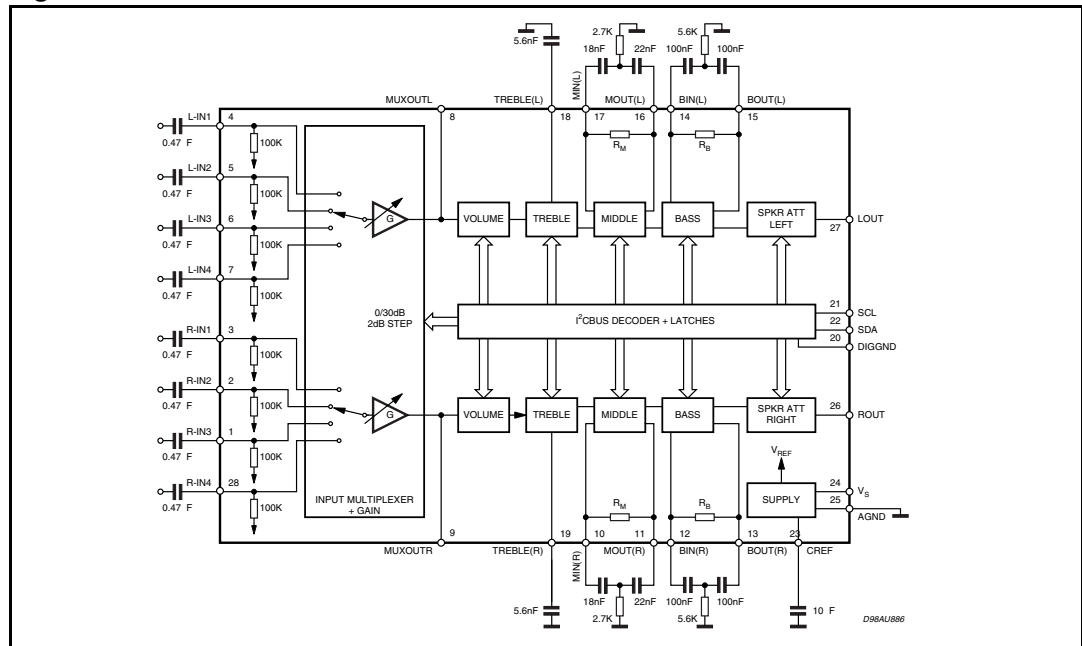 5.6nF
2.7K
18nF 22nF
5.6K
100nF 100nF
MUXOUTL
TREBLE(L)
MIN(L)
MOUT(L)
BIN(L)
BOUT(L)
8
18
17
16
14
15
L-IN1 4
0.47 F
100K
L-IN2 5
0.47 F
100K
L-IN3 6
0.47 F
100K
L-IN4 7
0.47 F
100K
R-IN1 3
0.47 F
100K
R-IN2 2
0.47 F
100K
R-IN3 1
0.47 F
100K
R-IN4 28
0.47 F
100K
G
0/30dB
2dB STEP
G
INPUT MULTIPLEXER
+ GAIN
RM
RB
VOLUME
TREBLE
MIDDLE
BASS
SPKR ATT
LEFT
27
LOUT
I2CBUS DECODER + LATCHES
21
SCL
22
SDA
20
DIGGND
VOLUME
TREBLE
MIDDLE
BASS
SPKR ATT
RIGHT
26
ROUT
VREF
SUPPLY
24
VS
25
AGND
RM
RB
9
19
10
11
12
13
23
MUXOUTR
TREBLE(R)
MIN(R)
MOUT(R)
BIN(R)
BOUT(R)
CREF
5.6nF
18nF 22nF
2.7K
100nF 100nF
5.6K
10 F
D98AU886